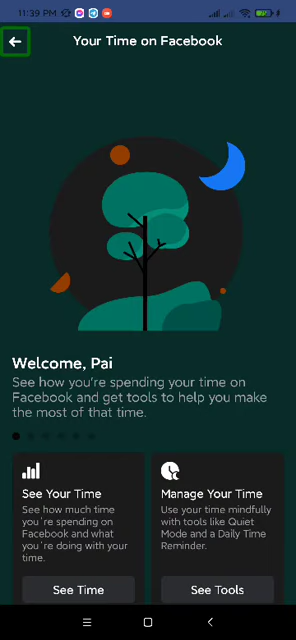 11:39 PM
Your Time on Facebook
Welcome, Pai
See how you're spending your time on
Facebook and get tools to help you make
the most of that time.
See Your Time
See how much time
you're spending on
Facebook and what
you're doing with your
time.
See Time
Manage Your Time
Use your time mindfully
with tools like Quiet
Mode and a Daily Time
Reminder.
See Tools